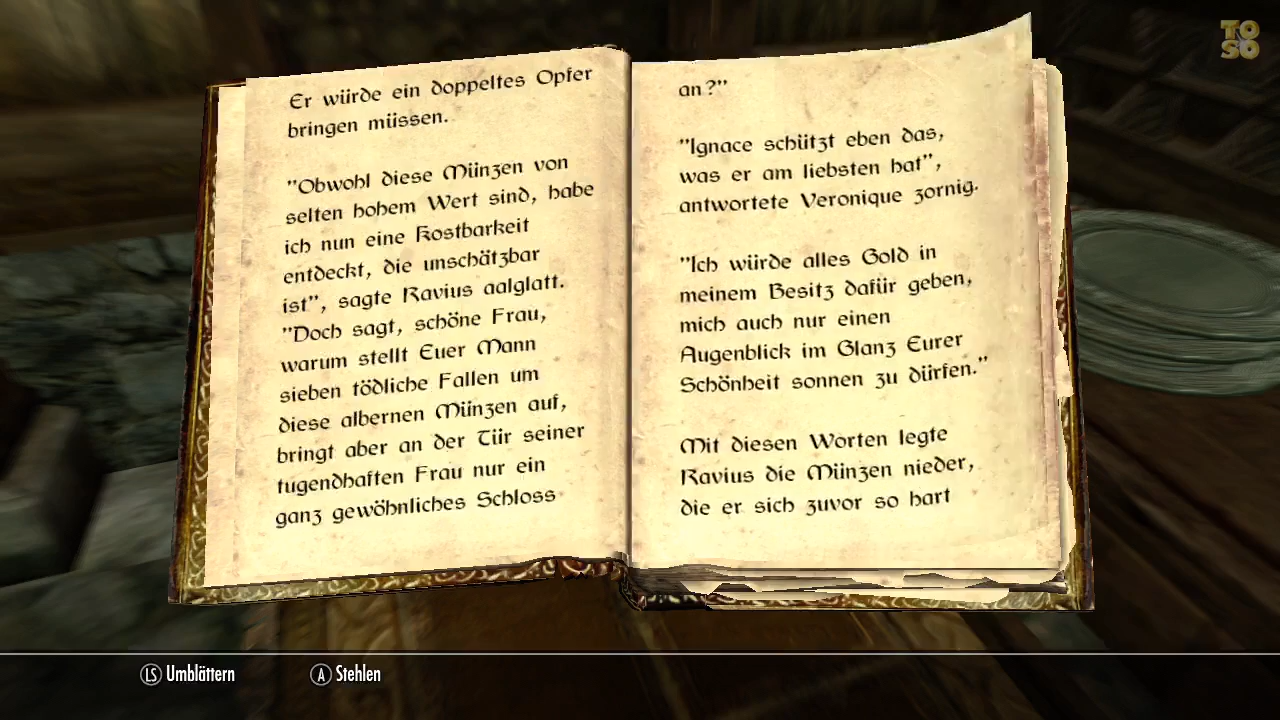 TO
SO
Er würde ein doppeltes Opfer
bringen müssen.
"Obwohl diese Münzen von
selten hohem Wert sind, habe
ich nun eine Kostbarkeit
entdeckt, die unschätzbar
ist", sagte Ravius aalglatt.
"Doch sagt, schöne Frau,
warum stellt Euer Mann
sieben tödliche Fallen um
diese albernen Münzen auf,
bringt aber an der Tür seiner
tugendhaften Frau nur ein
ganz gewöhnliches Schloss
an?"
"Ignace schützt eben das,
was er am liebsten hat",
antwortete Veronique zornig.
"Ich würde alles Gold in
meinem Besitz dafür geben,
mich auch nur einen
Augenblick im Glanz Eurer
Schönheit sonnen zu dürfen."
Mit diesen Worten legte
Ravius die Münzen nieder,
die er sich zuvor so hart
LS Umblättern
A Stehlen